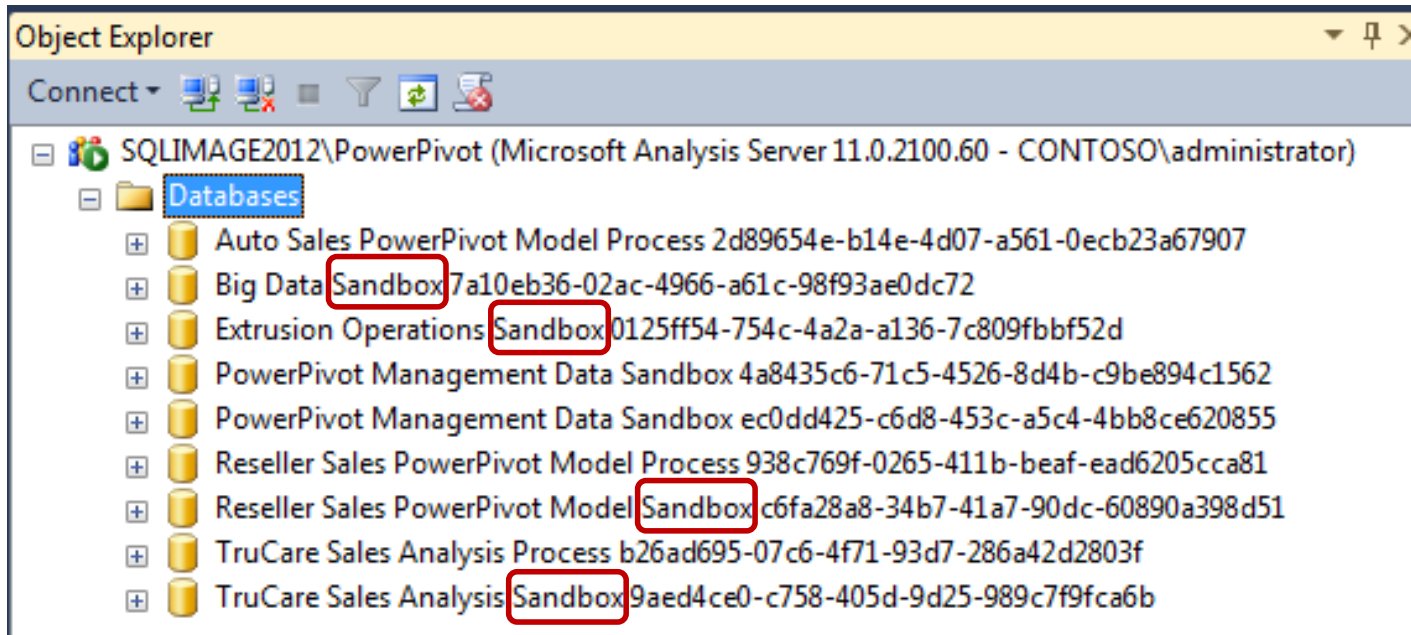 Object Explorer
Connect
SQLIMAGE2012\PowerPivot (Microsoft Analysis Server 11.0.2100.60 - CONTOSO\administrator)
Databases
Auto Sales PowerPivot Model Process 2d89654e-b14e-4d07-a561-0ecb23a67907
Big Data Sandbox 7a10eb36-02ac-4966-a61c-98f93ae0dc72
Extrusion Operations Sandbox 0125ff54-754c-4a2a-a136-7c809fbbf52d
PowerPivot Management Data Sandbox 4a8435c6-71c5-4526-8d4b-c9be894c1562
PowerPivot Management Data Sandbox ec0dd425-c6d8-453c-a5c4-4bb8ce620855
Reseller Sales PowerPivot Model Process 938c769f-0265-411b-beaf-ead6205cca81
Reseller Sales PowerPivot Model Sandbox c6fa28a8-34b7-41a7-90dc-60890a398d51
TruCare Sales Analysis Process b26ad695-07c6-4f71-93d7-286a42d2803f
TruCare Sales Analysis Sandbox 9aed4ce0-c758-405d-9d25-989c7f9fca6b